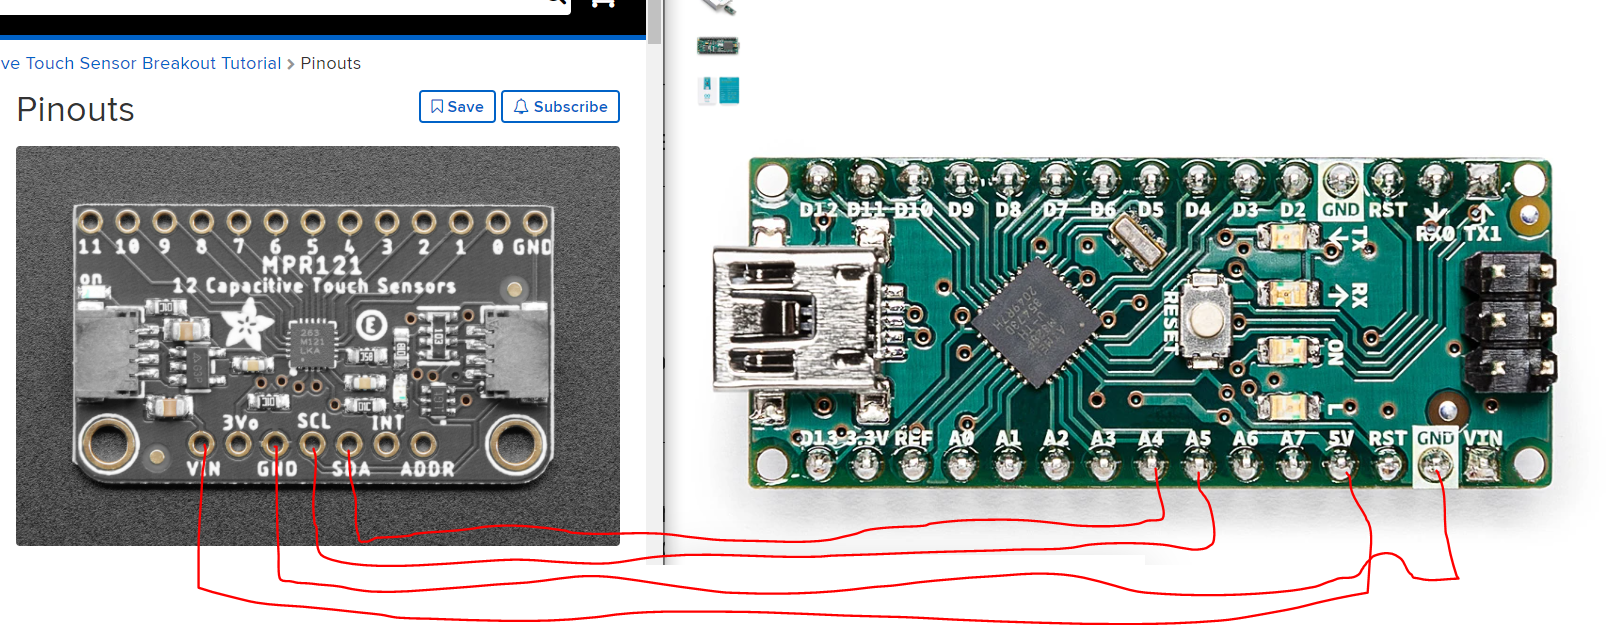 ve Touch Sensor Breakout Tutorial > Pinouts
Pinouts
Save
Subscribe
11 10 9 8 7 6 5 4 3 2 1 0 GND
MPR121
on
12 Capacitive Touch Sensors
263
M121
LKA
3Vo SCL INT
VIN GND SDA ADDR
D12 D11 D10 D9 D8 D7 D6 D5 D4 D3 D2 GND RST RX0 TX1
TX
RX
RESET
ON
L
D13 3.3V REF A0 A1 A2 A3 A4 A5 A6 A7 5V RST GND VIN